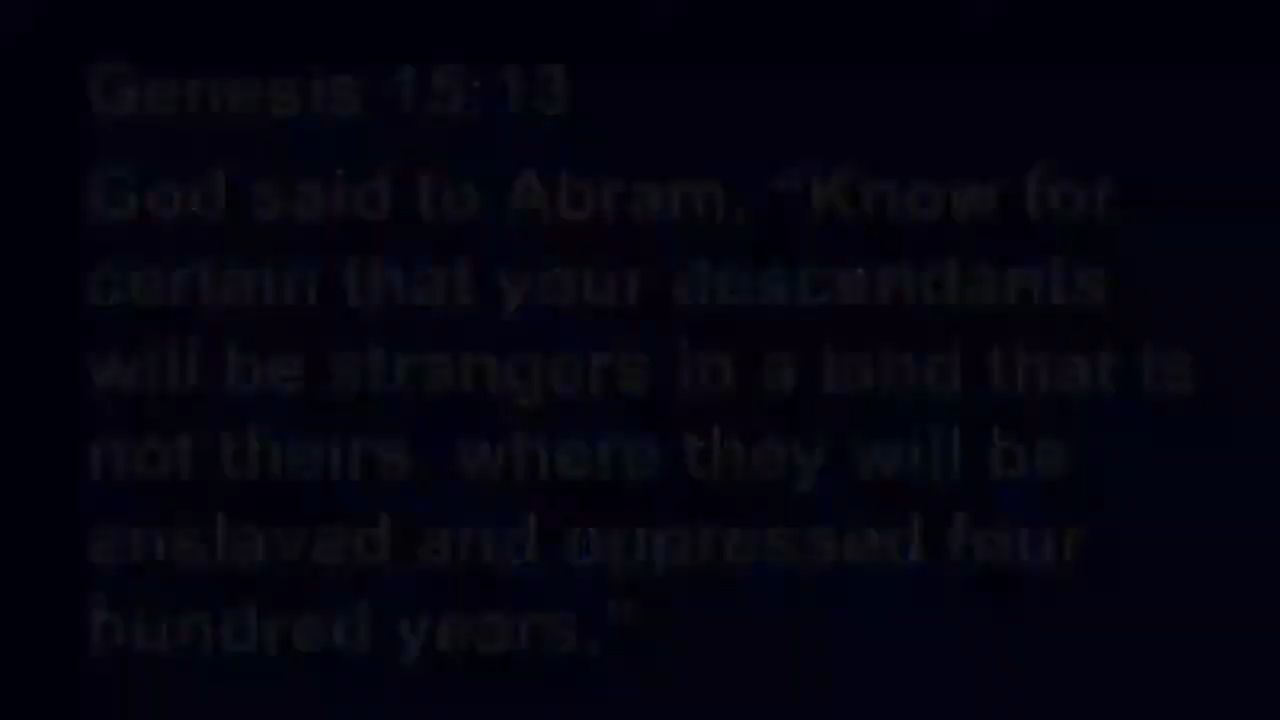 Genesis 15:13
God said to Abram, “Know for
certain that your descendants
will be strangers in a land that is
not theirs, where they will be
enslaved and oppressed four
hundred years.”